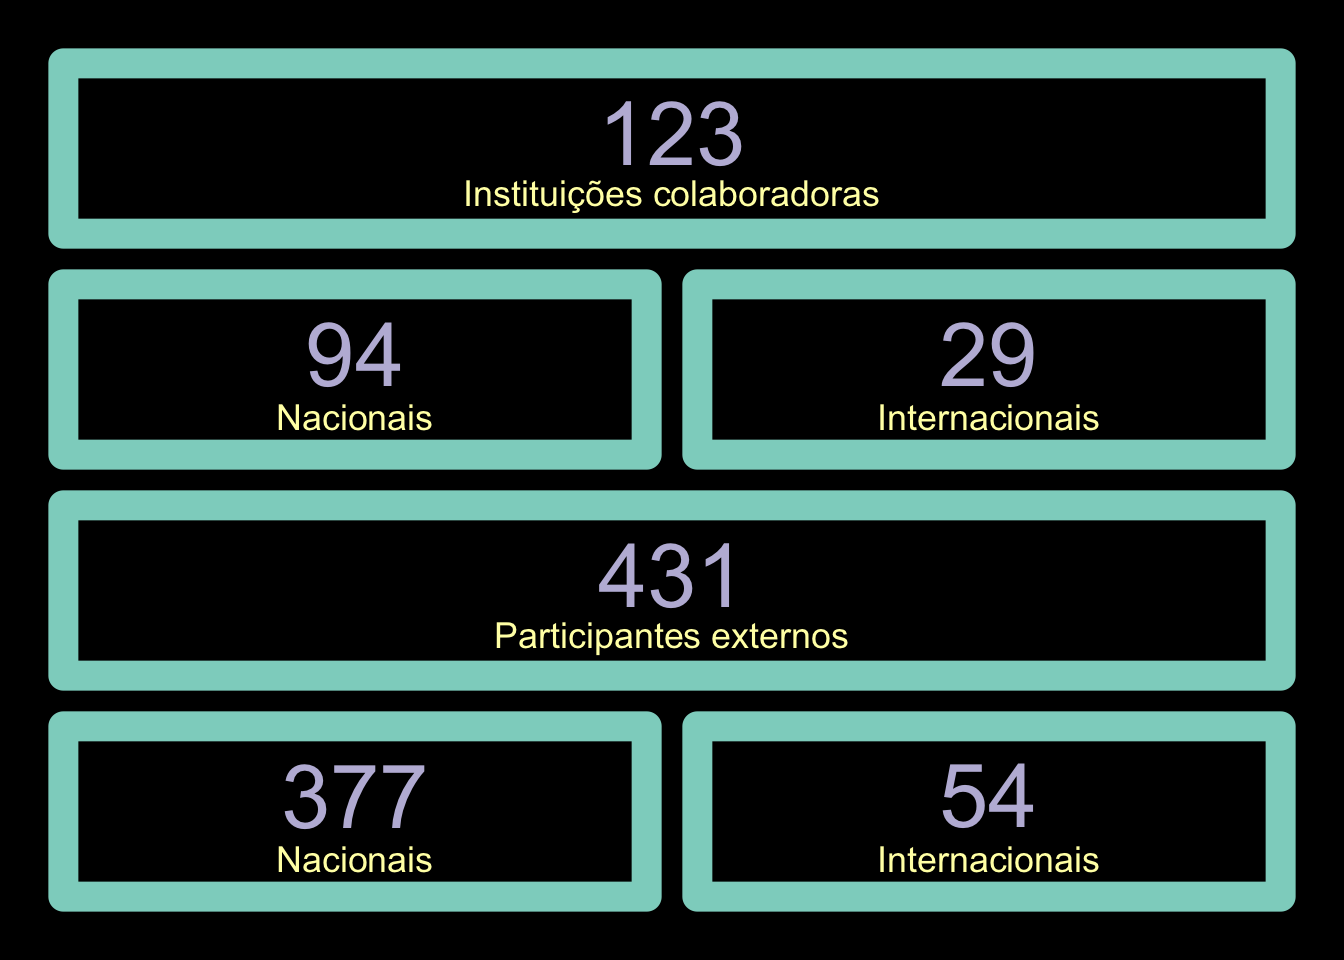 123
Instituições colaboradoras
94
Nacionais
29
Internacionais
431
Participantes externos
377
Nacionais
54
Internacionais